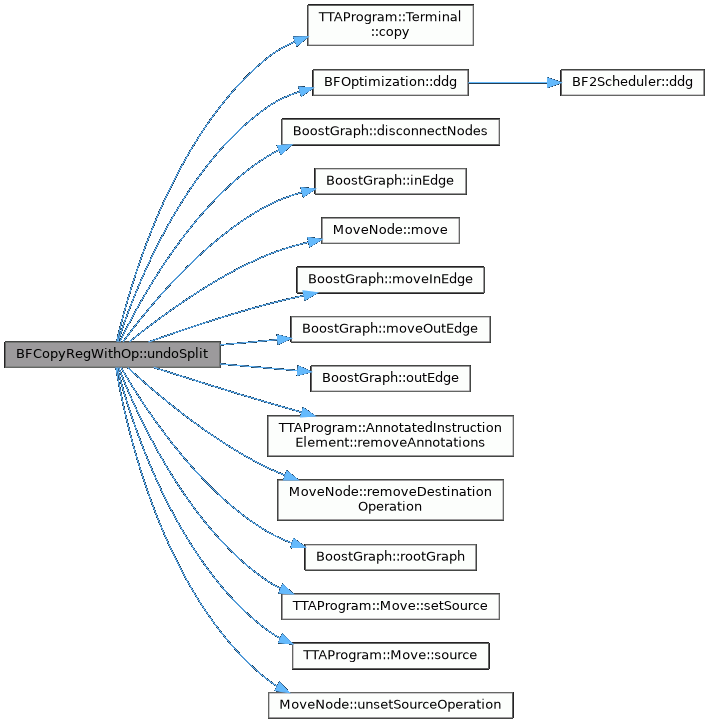 TTAProgram::Terminal
::copy
BFOptimization::ddg
BF2Scheduler::ddg
BoostGraph::disconnectNodes
BoostGraph::inEdge
MoveNode::move
BoostGraph::moveInEdge
BoostGraph::moveOutEdge
BFCopyRegWithOp::undoSplit
BoostGraph::outEdge
TTAProgram::AnnotatedInstruction
Element::removeAnnotations
MoveNode::removeDestination
Operation
BoostGraph::rootGraph
TTAProgram::Move::setSource
TTAProgram::Move::source
MoveNode::unsetSourceOperation